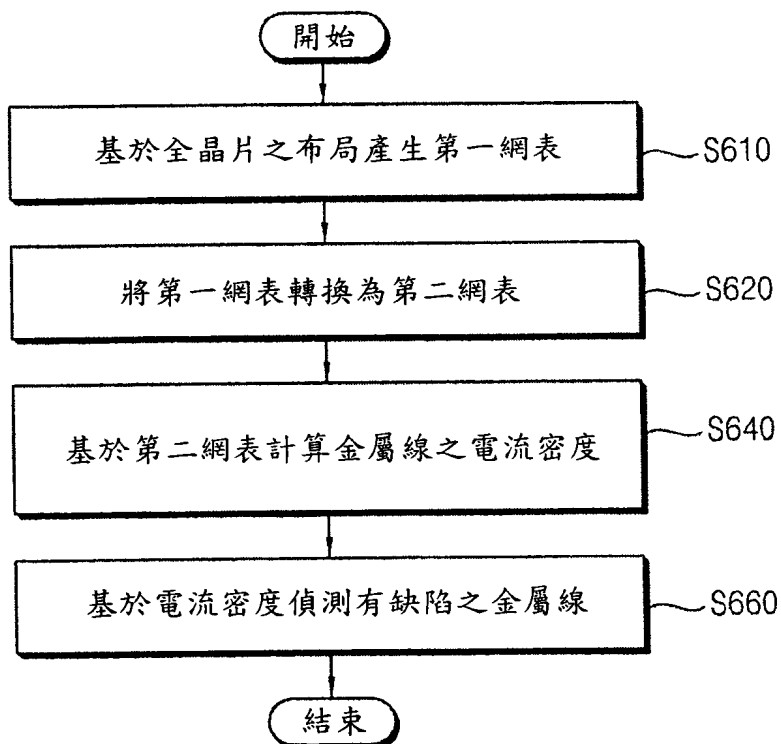 開始
基於全晶片之布局產生第一網表
S610
將第一網表轉換為第二網表
S620
基於第二網表計算金屬線之電流密度
S640
基於電流密度偵測有缺陷之金屬線
S660
結束